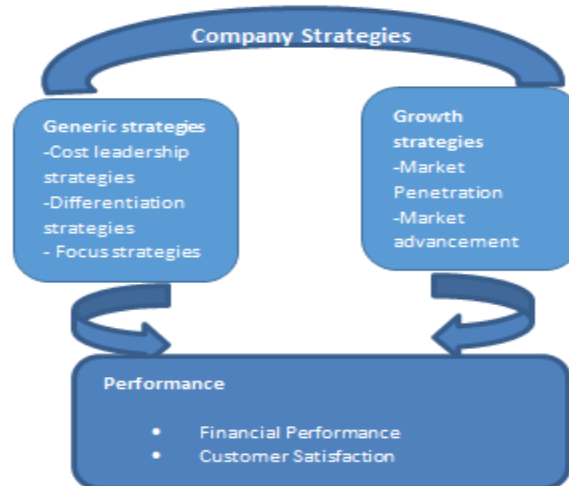 Company Strategies
Generic strategies
-Cost leadership
strategies
-Differentiation
strategies
- Focus strategies
Growth
strategies
-Market
Penetration
-Market
advancement
Performance
• Financial Performance
• Customer Satisfaction